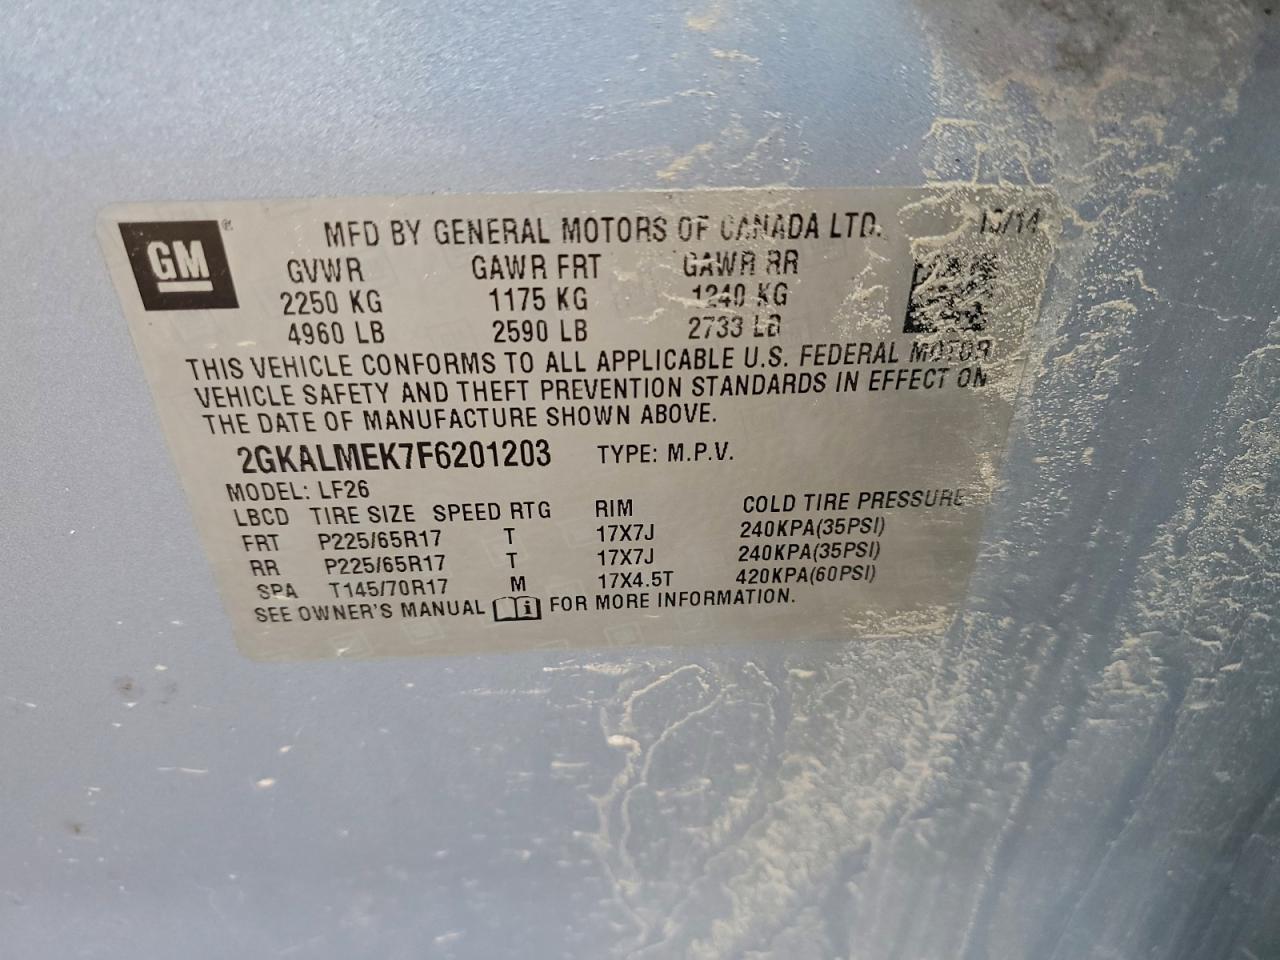 GM ®
MFD BY GENERAL MOTORS OF CANADA LTD. 10/14
GVWR GAWR FRT GAWR RR
2250 KG 1175 KG 1240 KG
4960 LB 2590 LB 2733 LB
THIS VEHICLE CONFORMS TO ALL APPLICABLE U.S. FEDERAL MOTOR
VEHICLE SAFETY AND THEFT PREVENTION STANDARDS IN EFFECT ON
THE DATE OF MANUFACTURE SHOWN ABOVE.
2GKALMEK7F6201203 TYPE: M.P.V.
MODEL: LF26
LBCD TIRE SIZE SPEED RTG RIM COLD TIRE PRESSURE
FRT P225/65R17 T 17X7J 240KPA(35PSI)
RR P225/65R17 T 17X7J 240KPA(35PSI)
SPA T145/70R17 M 17X4.5T 420KPA(60PSI)
SEE OWNER'S MANUAL i FOR MORE INFORMATION.